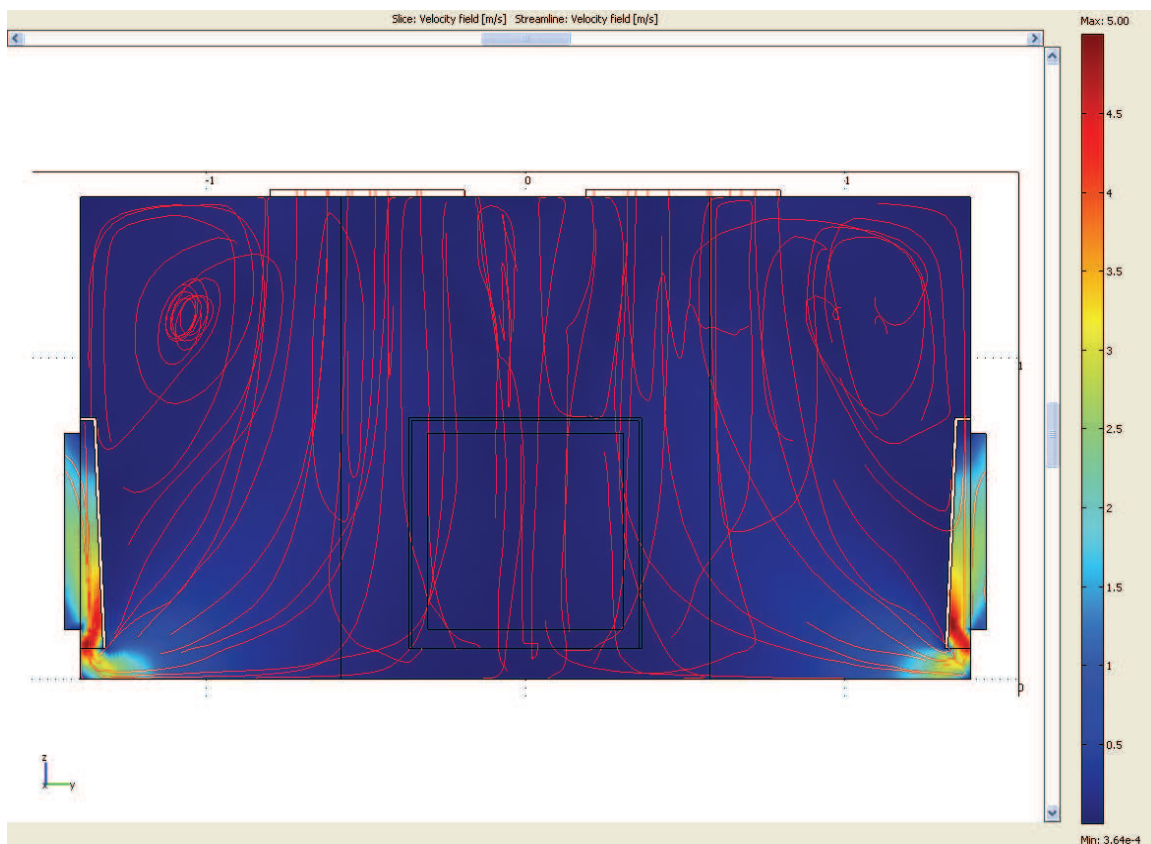 Slice: Velocity field [m/s] Streamline: Velocity field [m/s]
Max: 5.00
-1 0 1
4.5
4
3.5
3
1
2.5
2
1.5
1
0
0.5
z
y
x
Min: 3.64e-4